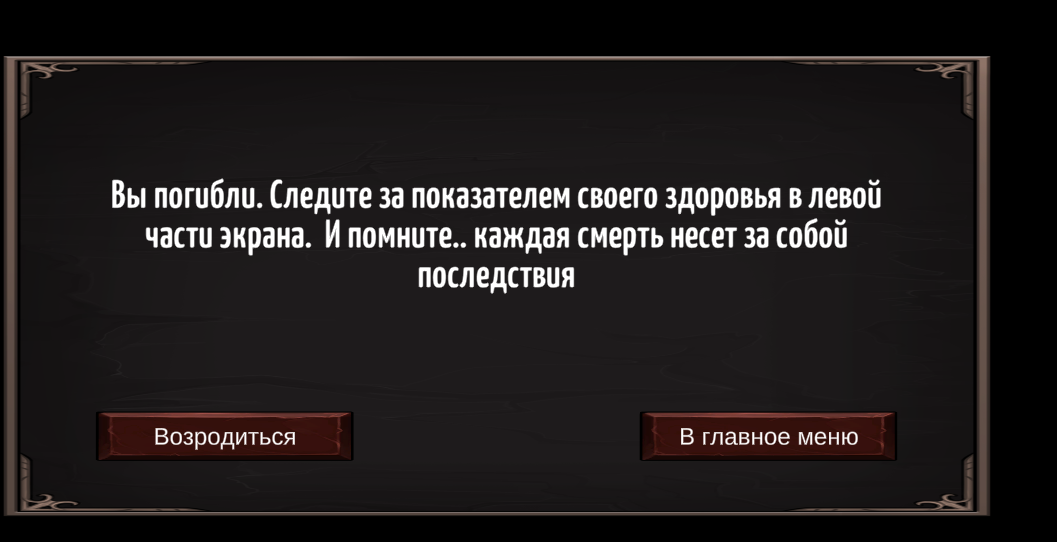 Вы погибли. Следите за показателем своего здоровья в левой
части экрана.  И помните.. каждая смерть несет за собой
последствия
Возродиться
В главное меню